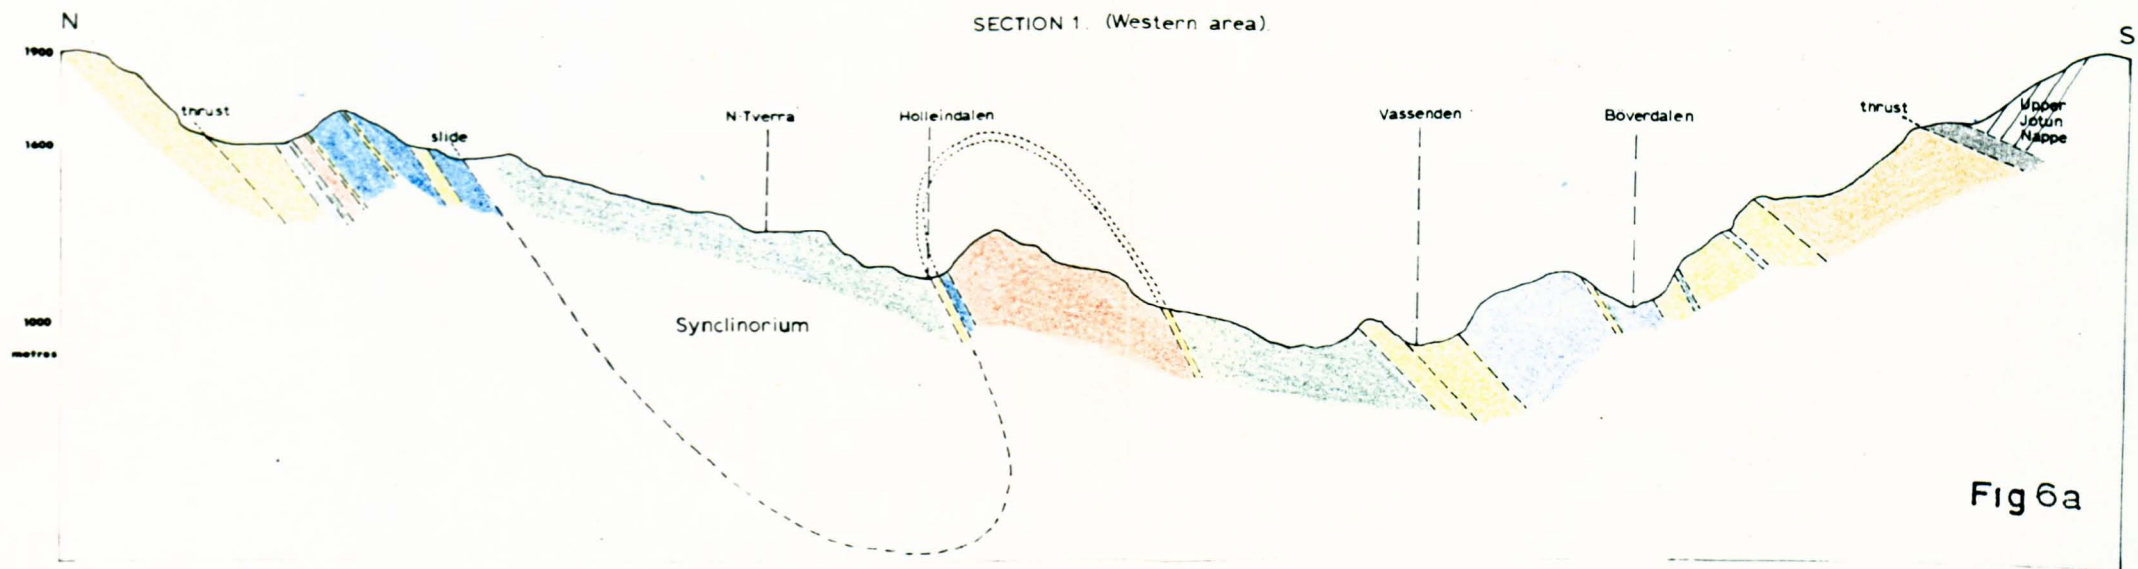 N
SECTION 1. (Western area).
S
1900
thrust
slide
N-Tverra
Holleindalen
Vassenden
Böverdalen
thrust
Upper
Jotun
Nappe
1600
1000
metres
Synclinorium
Fig 6a